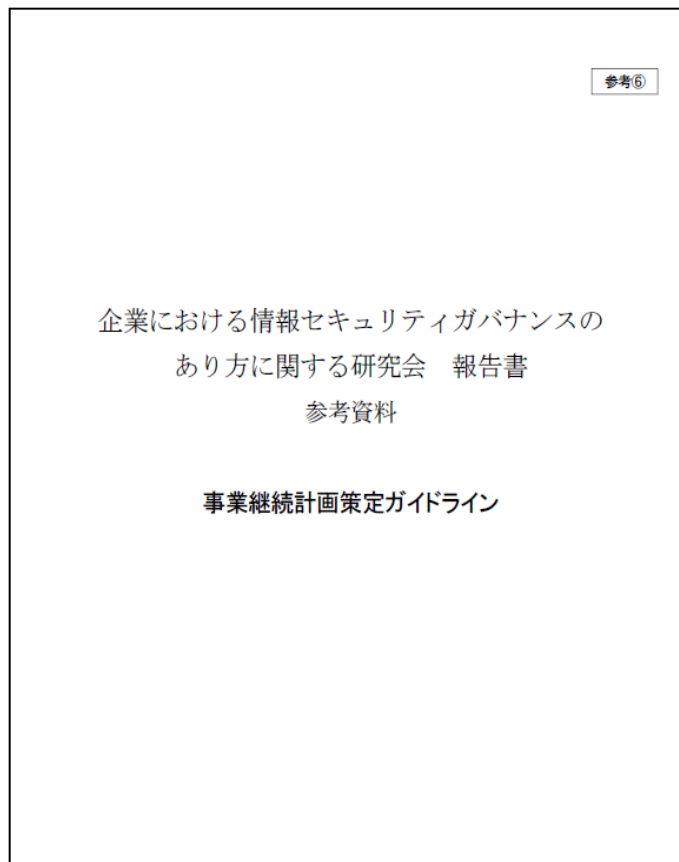 参考⑥
企業における情報セキュリティガバナンスの
あり方に関する研究会　報告書
参考資料
事業継続計画策定ガイドライン